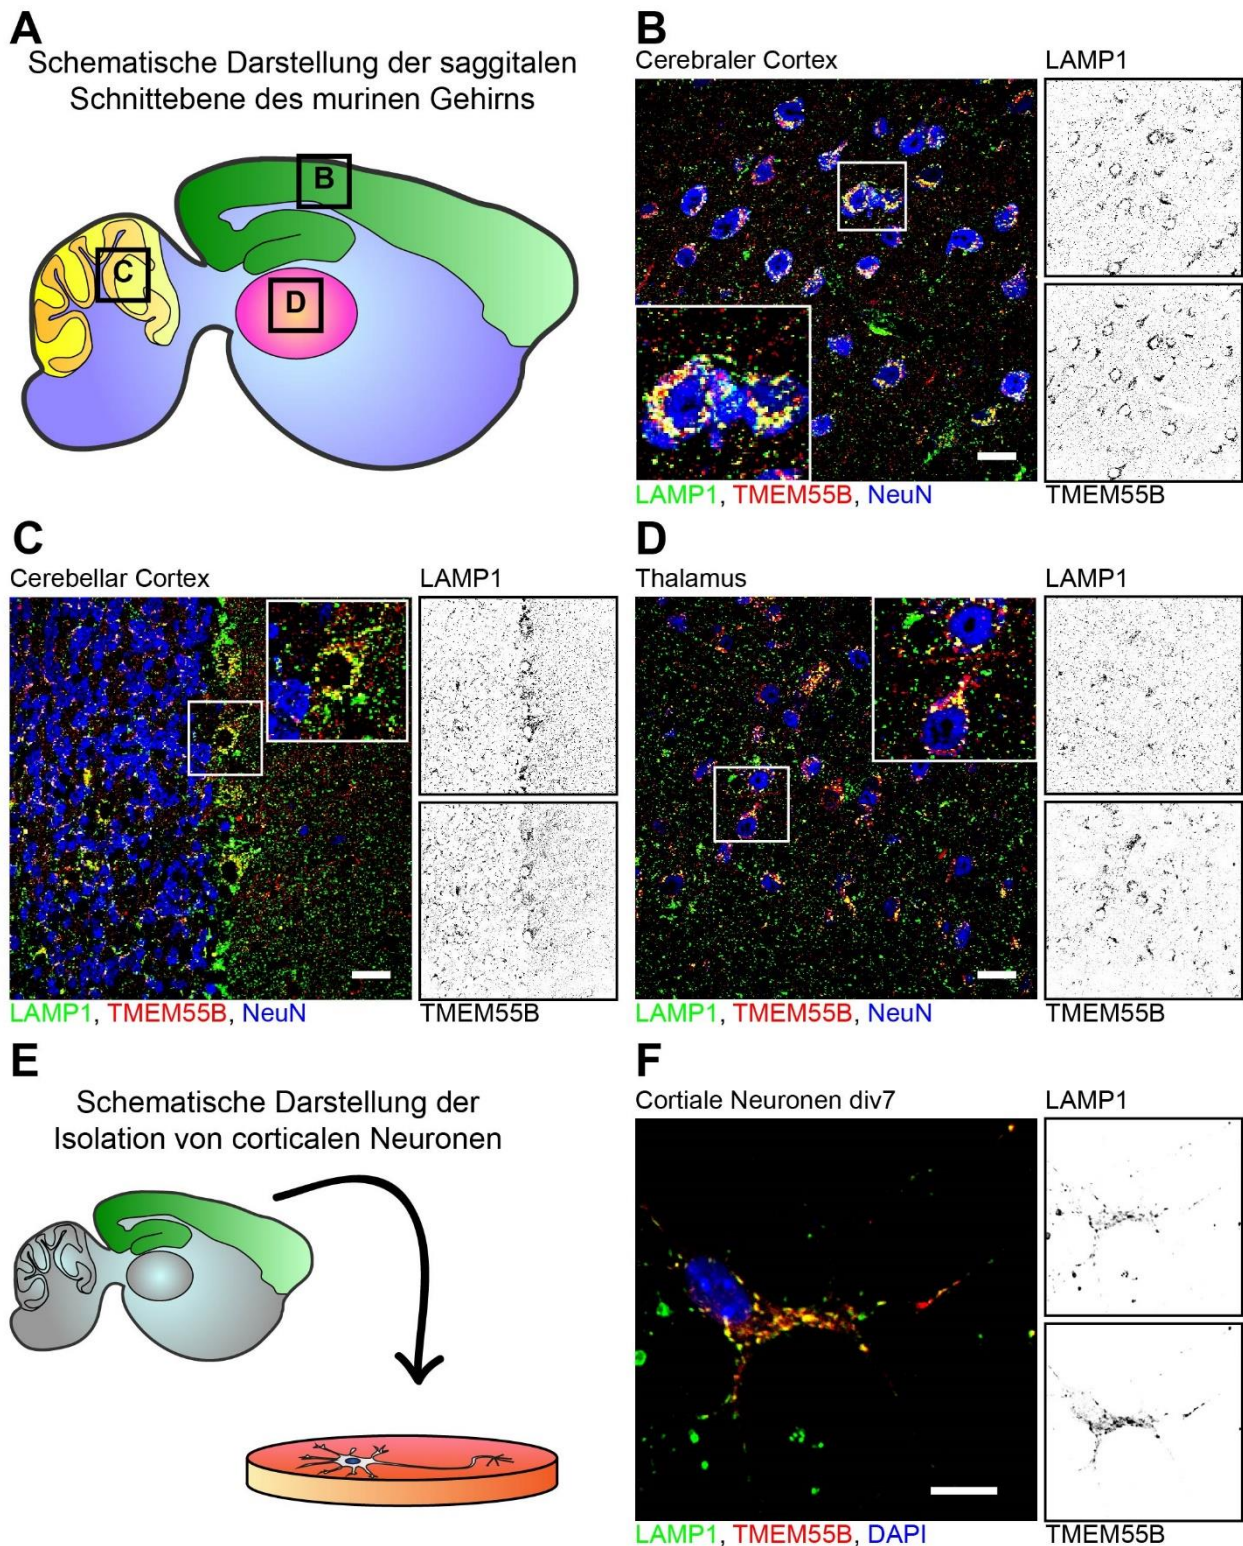 A
Schematische Darstellung der saggitalen
Schnittebene des murinen Gehirns
B
C
D
B
Cerebraler Cortex
LAMP1
LAMP1, TMEM55B, NeuN
TMEM55B
C
Cerebellar Cortex
LAMP1
LAMP1, TMEM55B, NeuN
TMEM55B
D
Thalamus
LAMP1
LAMP1, TMEM55B, NeuN
TMEM55B
E
Schematische Darstellung der
Isolation von corticalen Neuronen
F
Cortiale Neuronen div7
LAMP1
LAMP1, TMEM55B, DAPI
TMEM55B